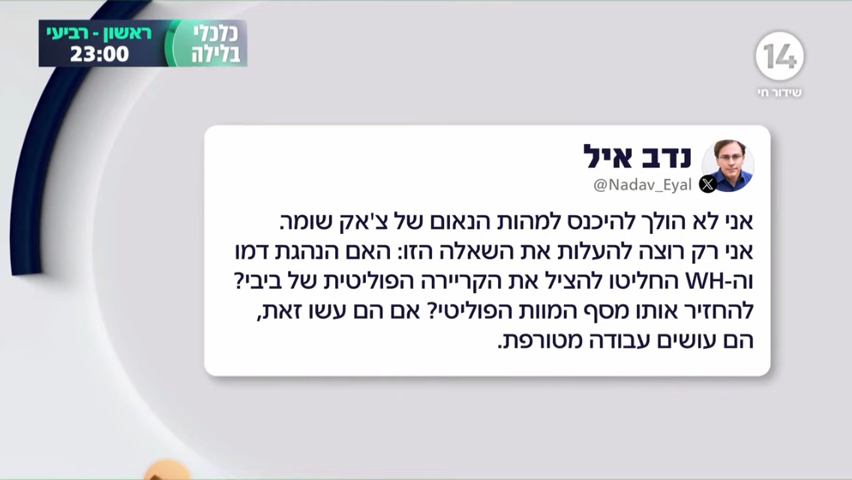 ראשון - רביעי
23:00
כלכלי
בלילה
14
שידור חי
נדב איל
@Nadav_Eyal
אני לא הולך להיכנס למהות הנאום של צ'אק שומר.
אני רק רוצה להעלות את השאלה הזו: האם הנהגת דמו
וה-WH החליטו להציל את הקריירה הפוליטית של ביבי?
להחזיר אותו מסף המוות הפוליטי? אם הם עשו זאת,
הם עושים עבודה מטורפת.